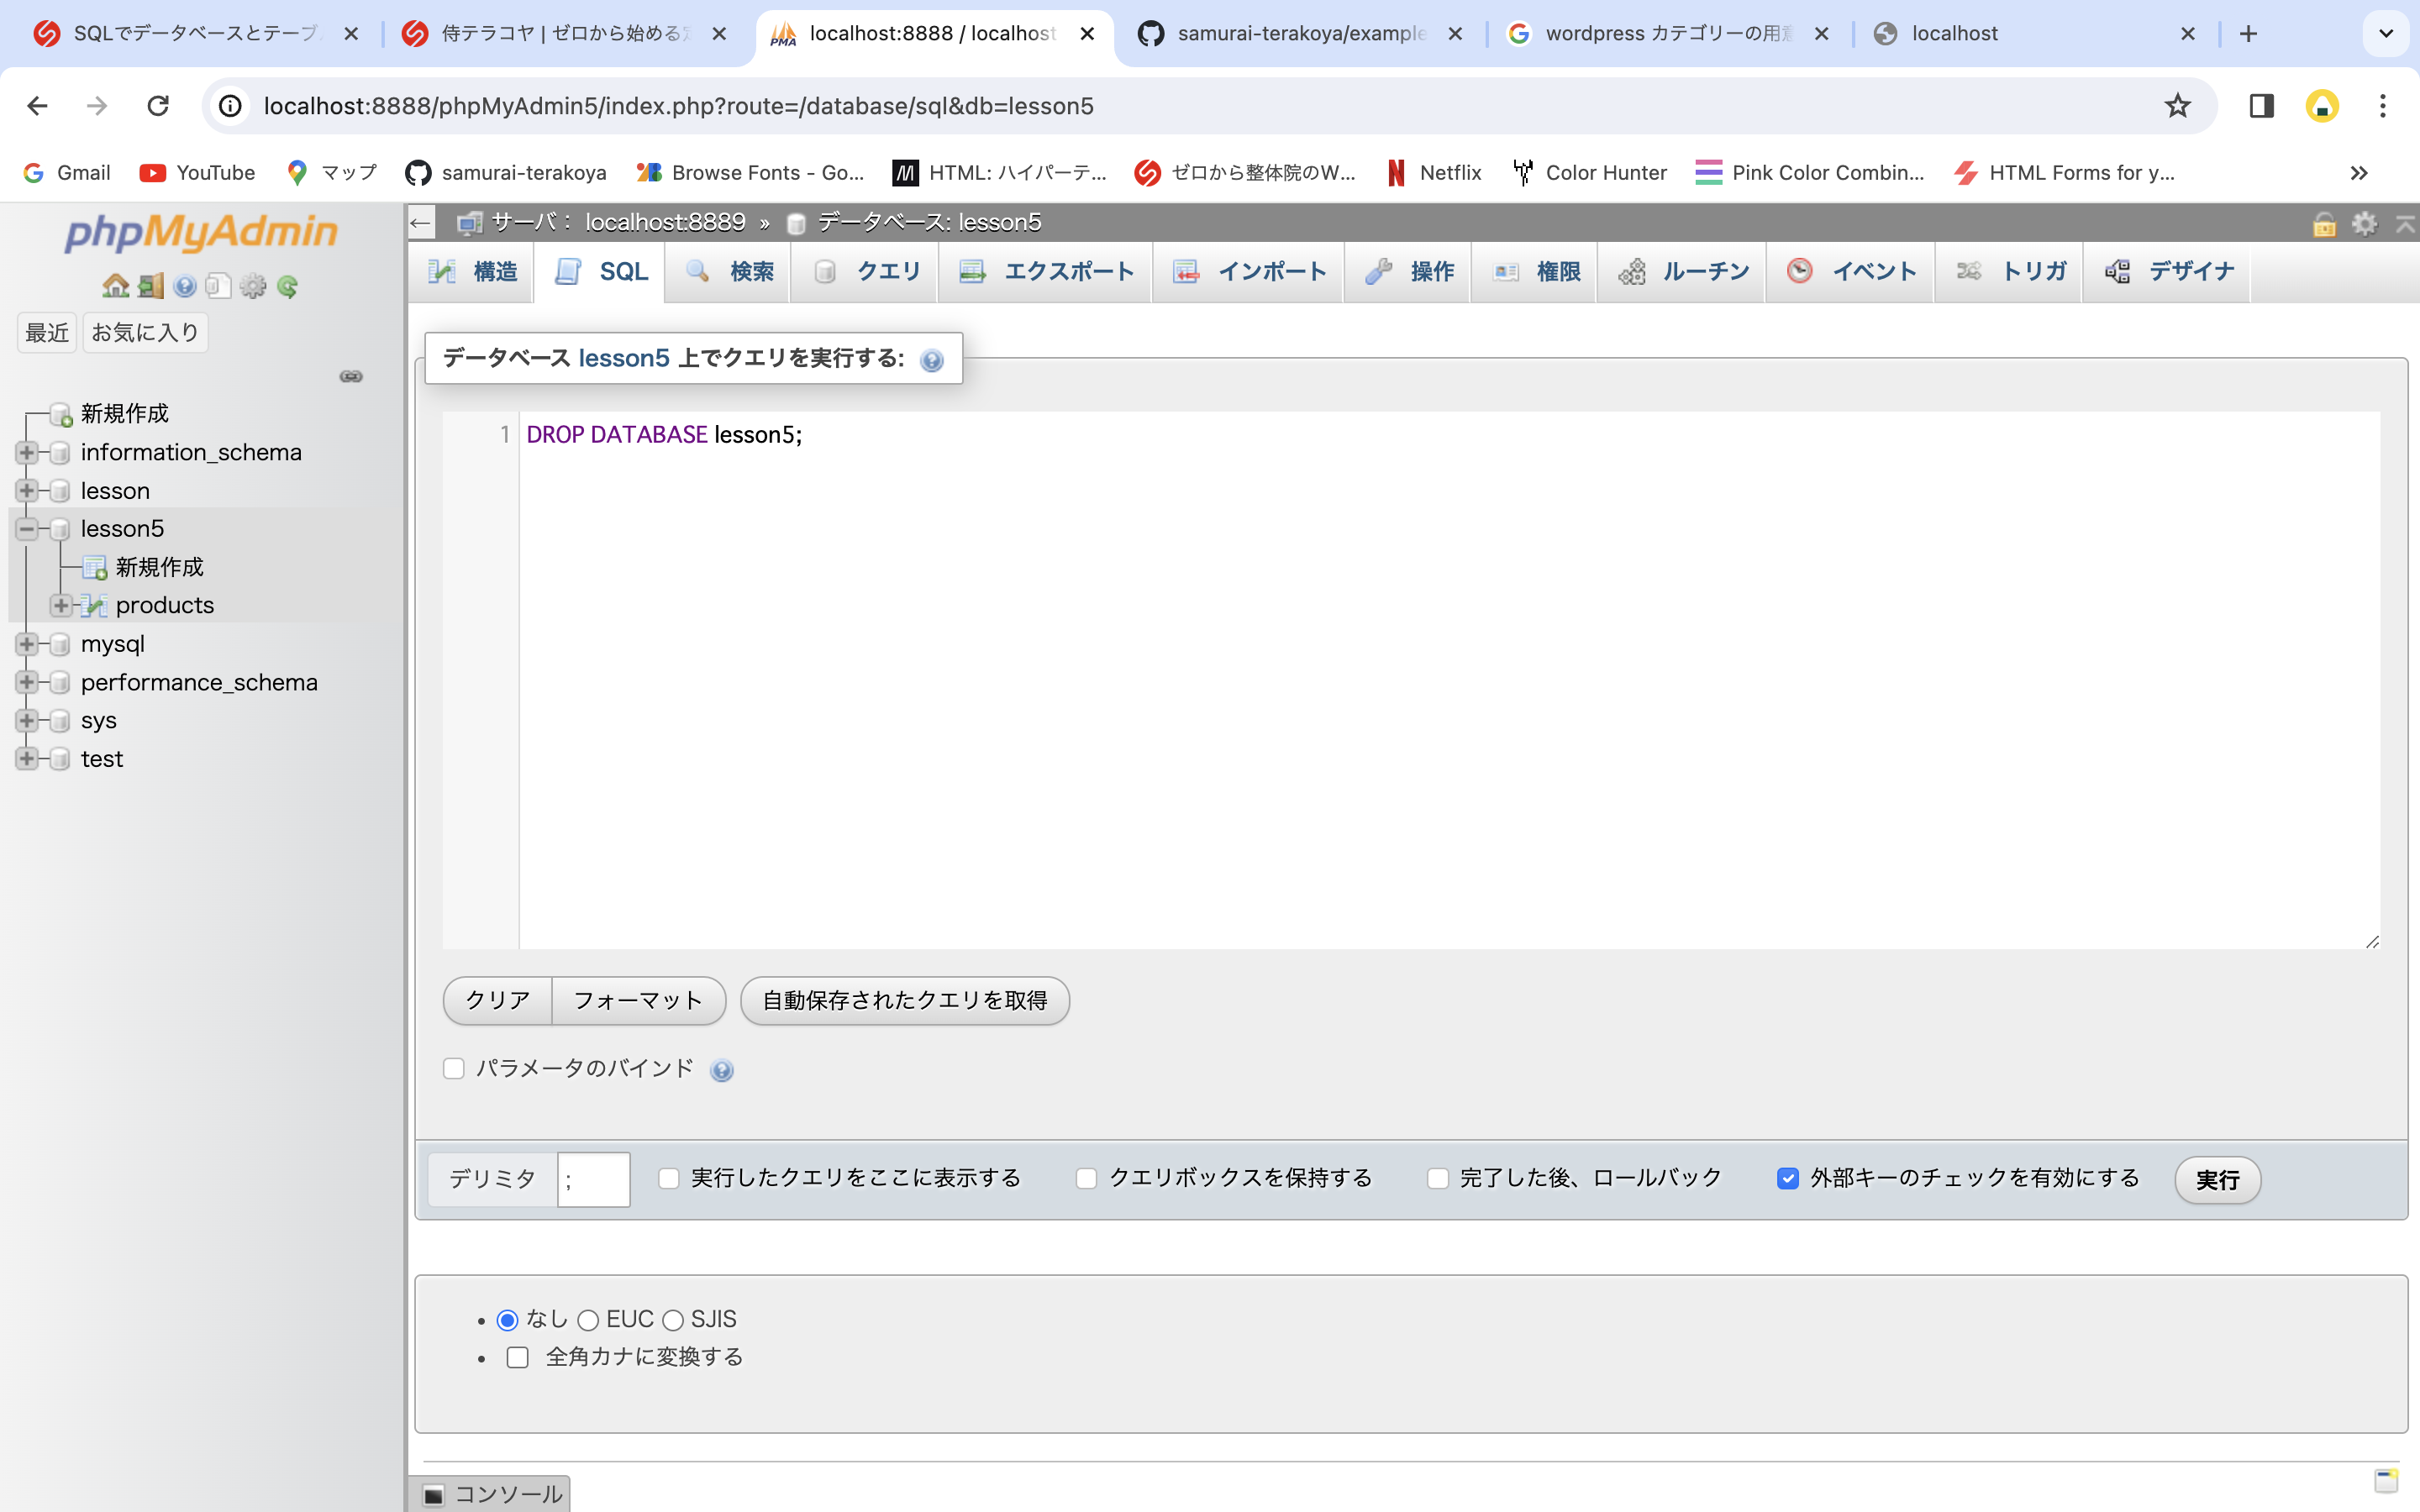 SQLでデータベースとテーブ
侍テラコヤ | ゼロから始める
localhost:8888 / localhost
samurai-terakoya/example
wordpress カテゴリーの用意
localhost
localhost:8888/phpMyAdmin5/index.php?route=/database/sql&db=lesson5
Gmail
YouTube
マップ
samurai-terakoya
Browse Fonts - Go...
HTML: ハイパーテ...
ゼロから整体院のW...
Netflix
Color Hunter
Pink Color Combin...
HTML Forms for y...
phpMyAdmin
最近
お気に入り
新規作成
information_schema
lesson
lesson5
新規作成
products
mysql
performance_schema
sys
test
サーバ: localhost:8889 » データベース: lesson5
構造
SQL
検索
クエリ
エクスポート
インポート
操作
権限
ルーチン
イベント
トリガ
デザイナ
データベース lesson5 上でクエリを実行する:
1 DROP DATABASE lesson5;
クリア
フォーマット
自動保存されたクエリを取得
パラメータのバインド
デリミタ ;
実行したクエリをここに表示する
クエリボックスを保持する
完了した後、ロールバック
外部キーのチェックを有効にする
実行
なし EUC SJIS
全角カナに変換する
コンソール